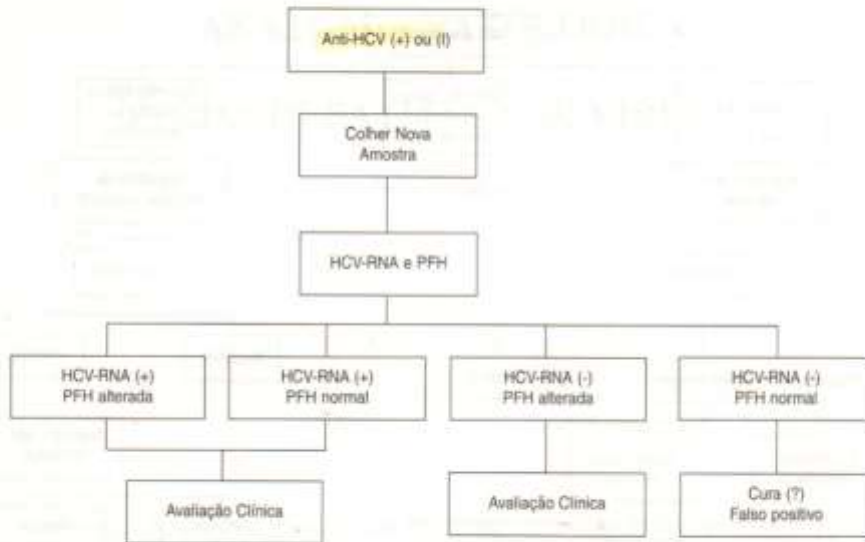 Anti-HCV (+) ou (I)
Colher Nova
Amostra
HCV-RNA e PFH
HCV-RNA (+)
PFH alterada
HCV-RNA (+)
PFH normal
HCV-RNA (-)
PFH alterada
HCV-RNA (-)
PFH normal
Avaliação Clínica
Avaliação Clínica
Cura (?)
Falso positivo